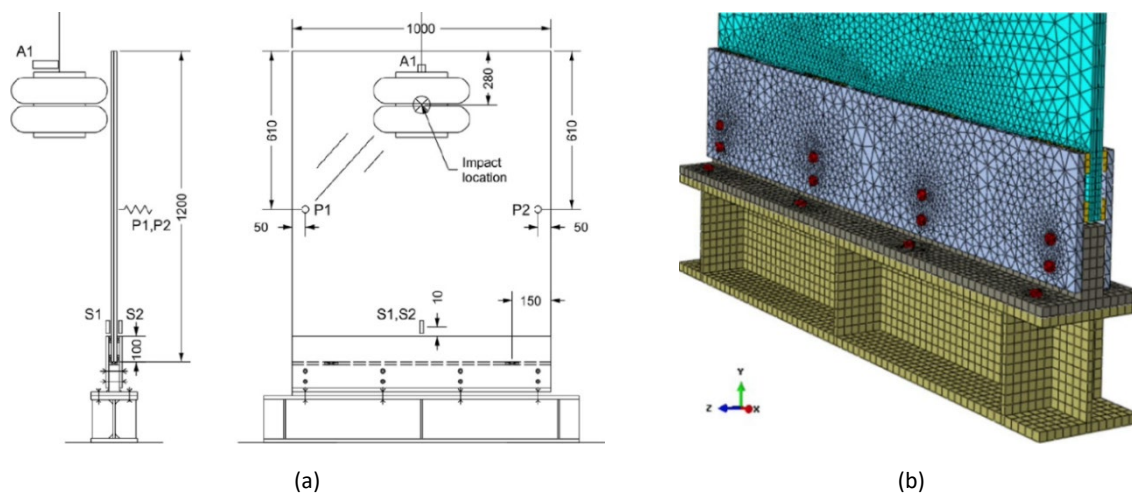 1000
A1
A1
280
610
610
Impact
location
1200
P1,P2
P1
P2
50
50
150
10
S1
S2
S1,S2
100
Y
Z
X
(a)
(b)